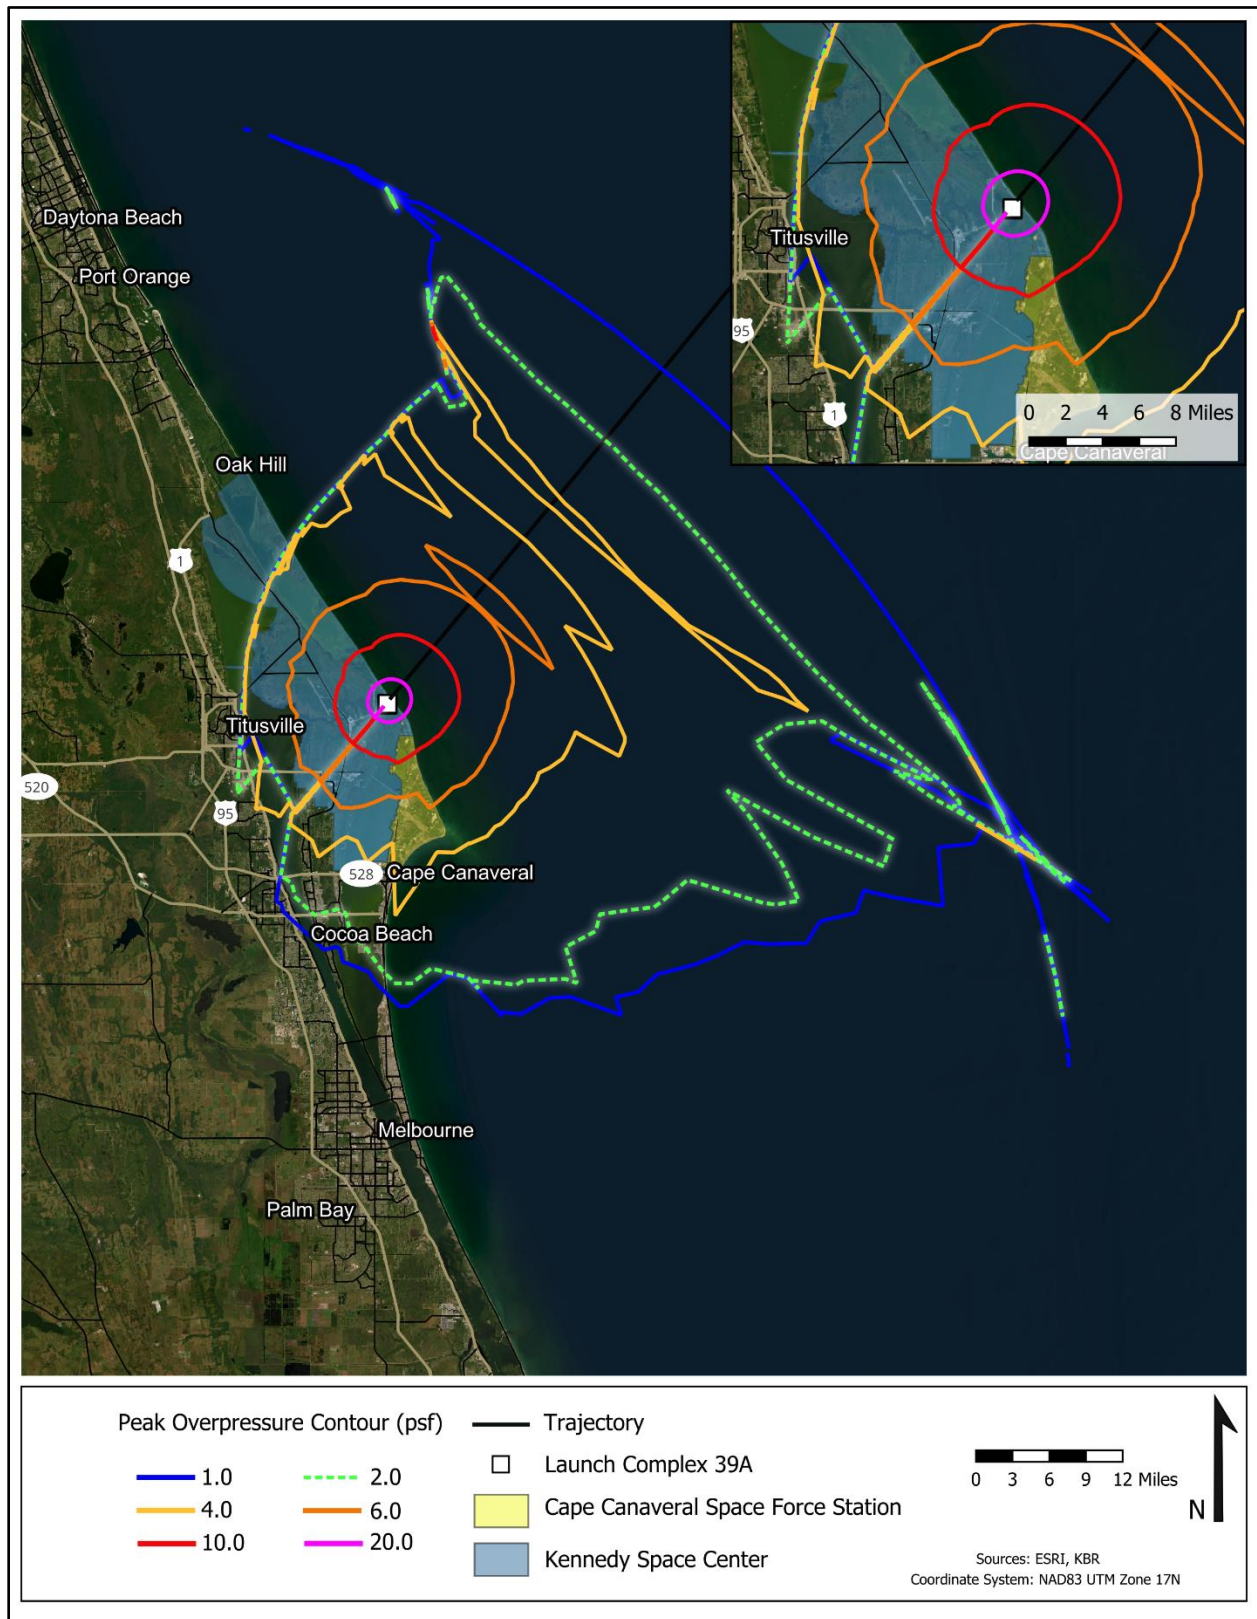 Daytona Beach
Port Orange
Oak Hill
1
Titusville
520
95
528
Cape Canaveral
Cocoa Beach
Melbourne
Palm Bay
Titusville
95
1
0 2 4 6 8 Miles
Cape Canaveral
Peak Overpressure Contour (psf)
1.0
2.0
4.0
6.0
10.0
20.0
Trajectory
Launch Complex 39A
Cape Canaveral Space Force Station
Kennedy Space Center
0 3 6 9 12 Miles
N
Sources: ESRI, KBR
Coordinate System: NAD83 UTM Zone 17N